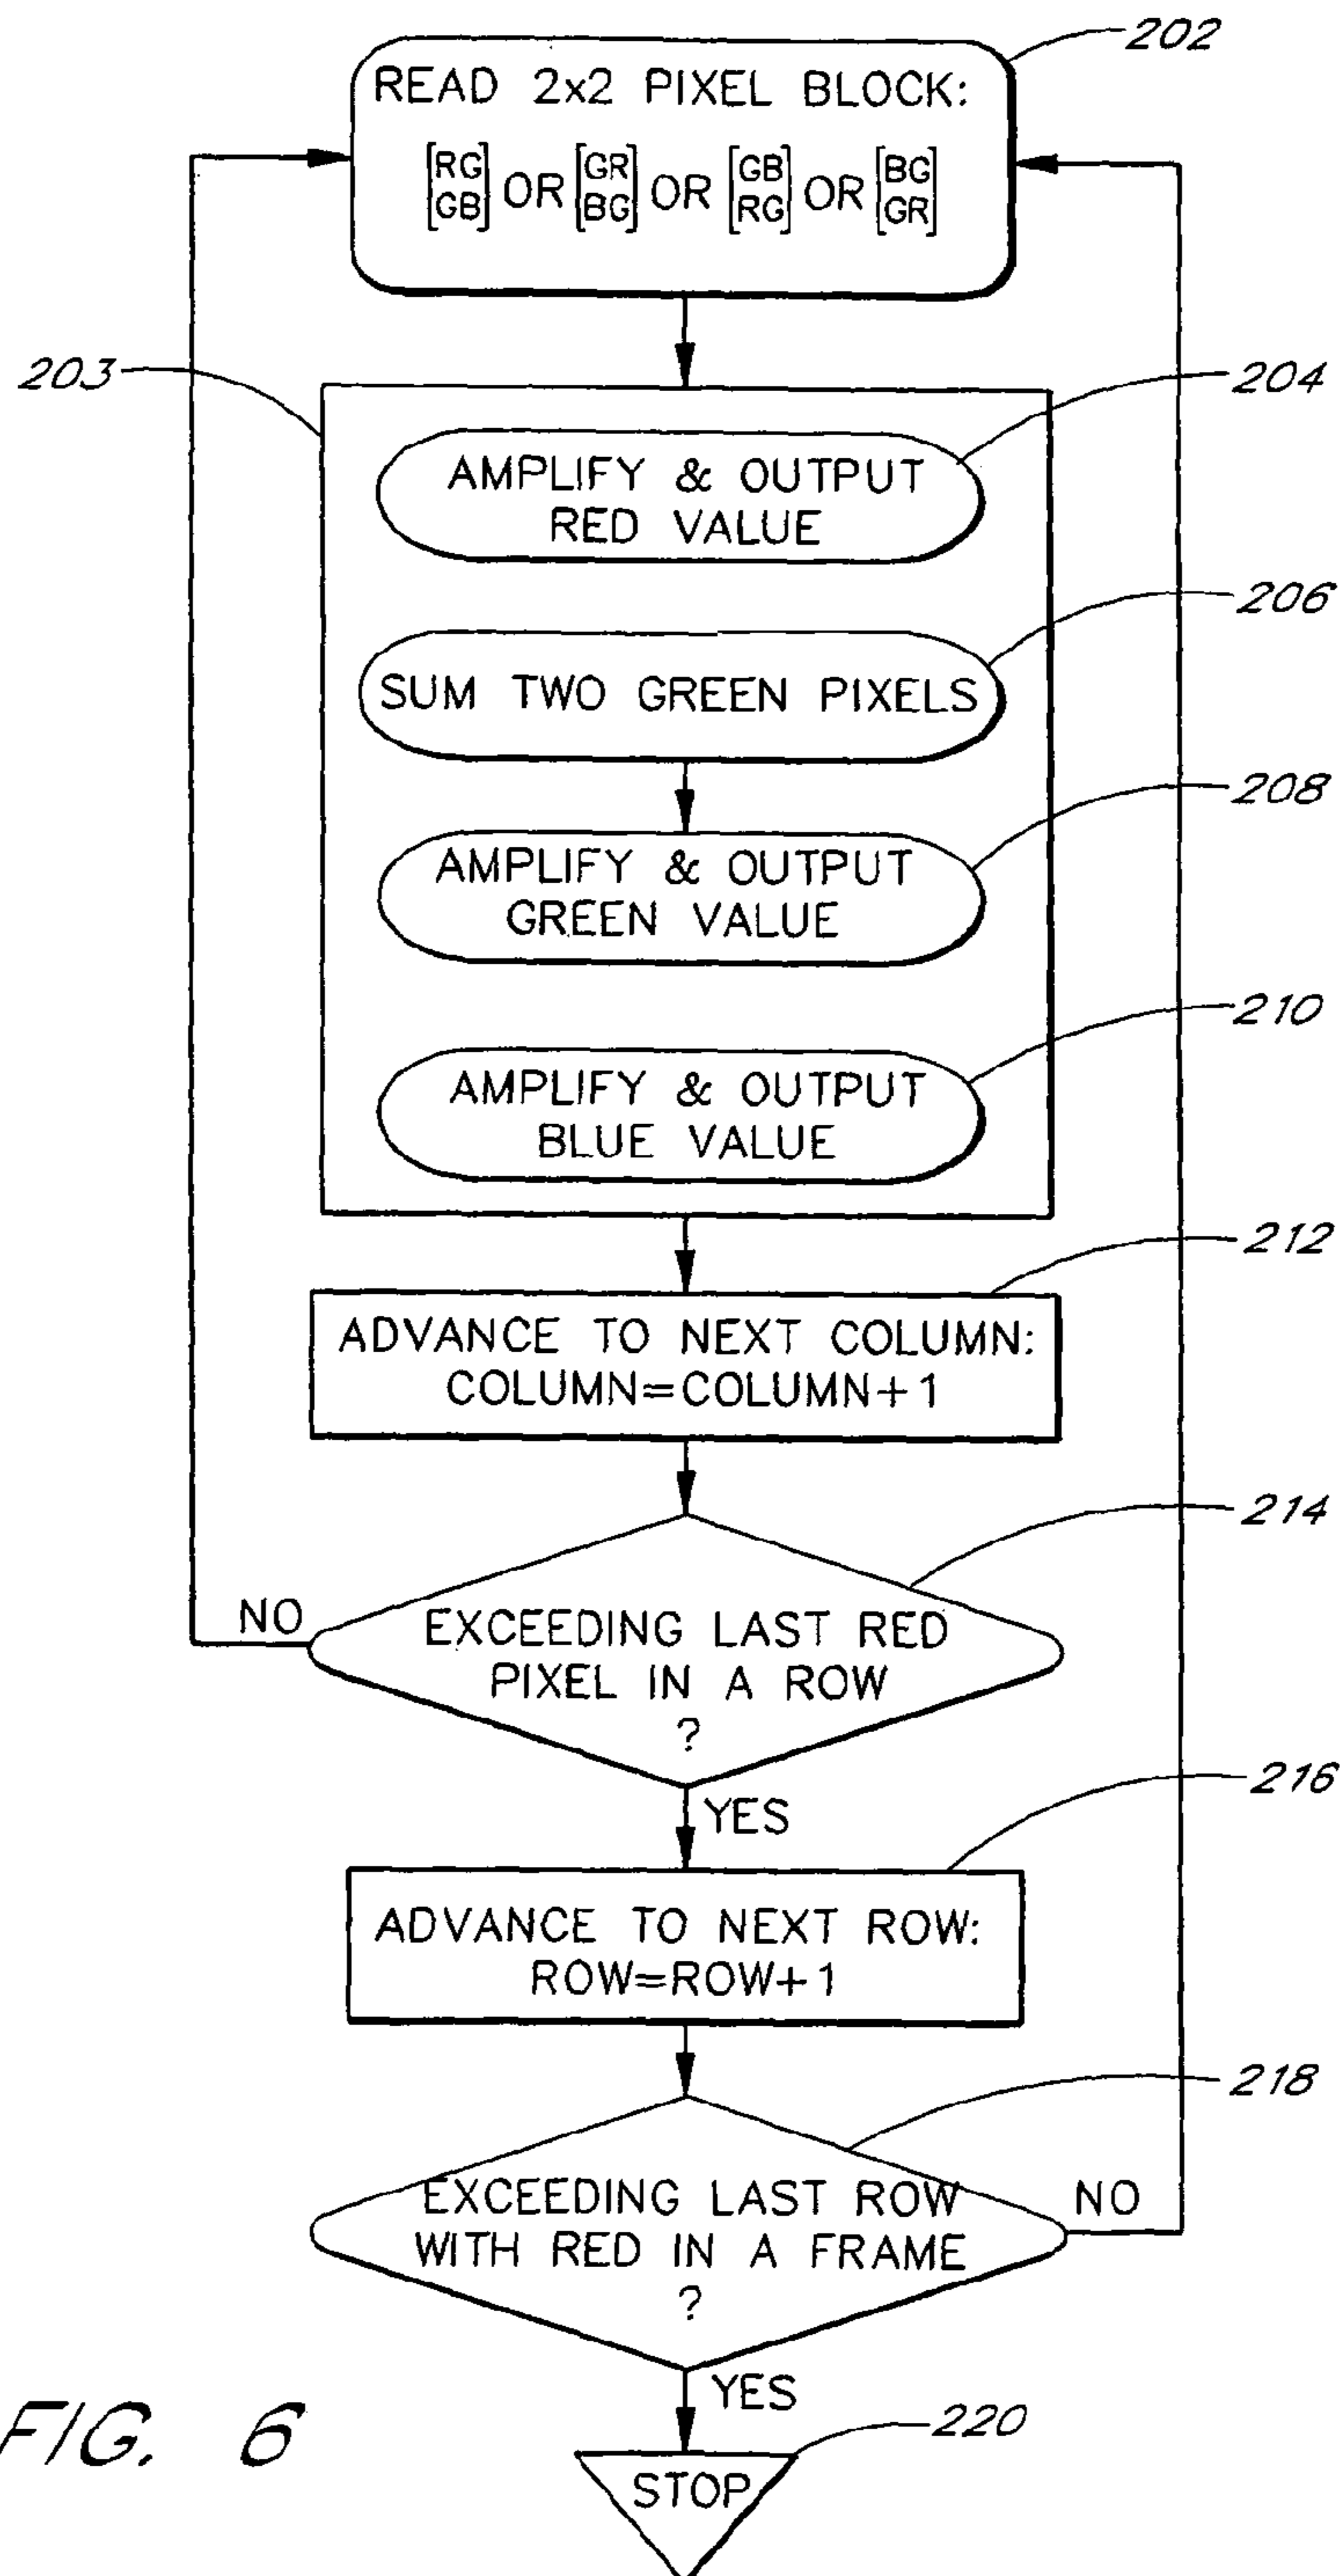 202
READ 2x2 PIXEL BLOCK:
[RG] OR [GR] OR [GB] OR [BG]
[GB] [BG] [RG] [GR]
203
204
AMPLIFY & OUTPUT
RED VALUE
206
SUM TWO GREEN PIXELS
208
AMPLIFY & OUTPUT
GREEN VALUE
210
AMPLIFY & OUTPUT
BLUE VALUE
212
ADVANCE TO NEXT COLUMN:
COLUMN=COLUMN+1
214
NO
EXCEEDING LAST RED
PIXEL IN A ROW
?
YES
216
ADVANCE TO NEXT ROW:
ROW=ROW+1
218
EXCEEDING LAST ROW
WITH RED IN A FRAME
?
NO
YES
220
STOP
FIG. 6